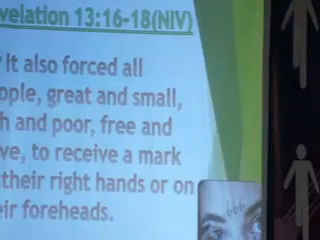 velation 13:16-18(NIV)
It also forced all
ople, great and small,
h and poor, free and
ve, to receive a mark
their right hands or on
eir foreheads.
666